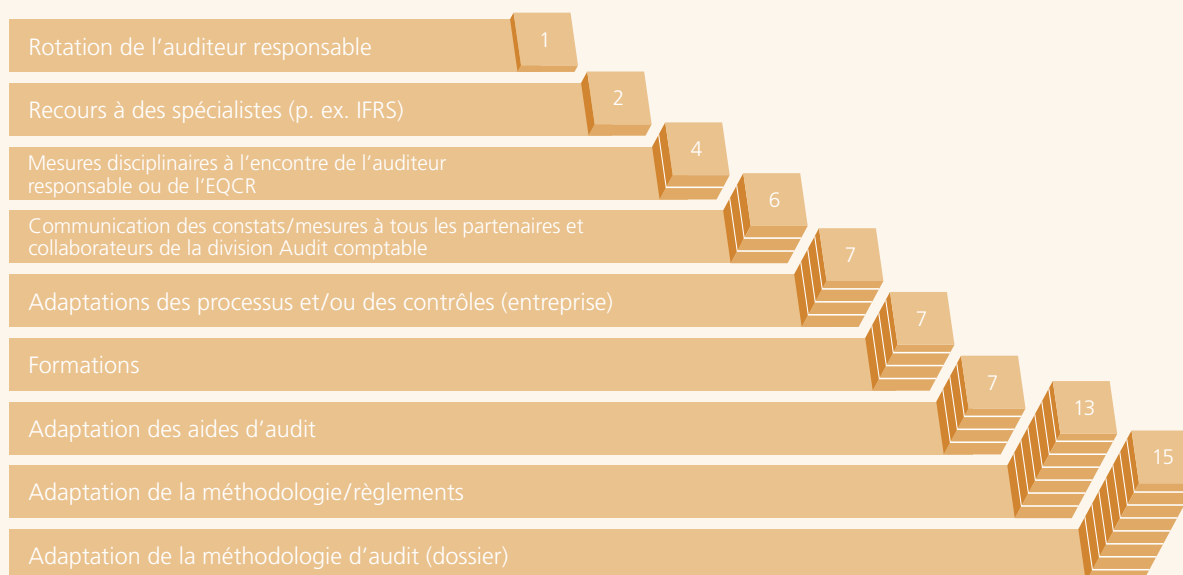 Rotation de l'auditeur responsable
1
Recours à des spécialistes (p. ex. IFRS)
2
Mesures disciplinaires à l'encontre de l'auditeur
responsable ou de l'EQCR
4
Communication des constats/mesures à tous les partenaires et
collaborateurs de la division Audit comptable
6
Adaptations des processus et/ou des contrôles (entreprise)
7
Formations
7
Adaptation des aides d'audit
7
Adaptation de la méthodologie/règlements
13
Adaptation de la méthodologie d'audit (dossier)
15